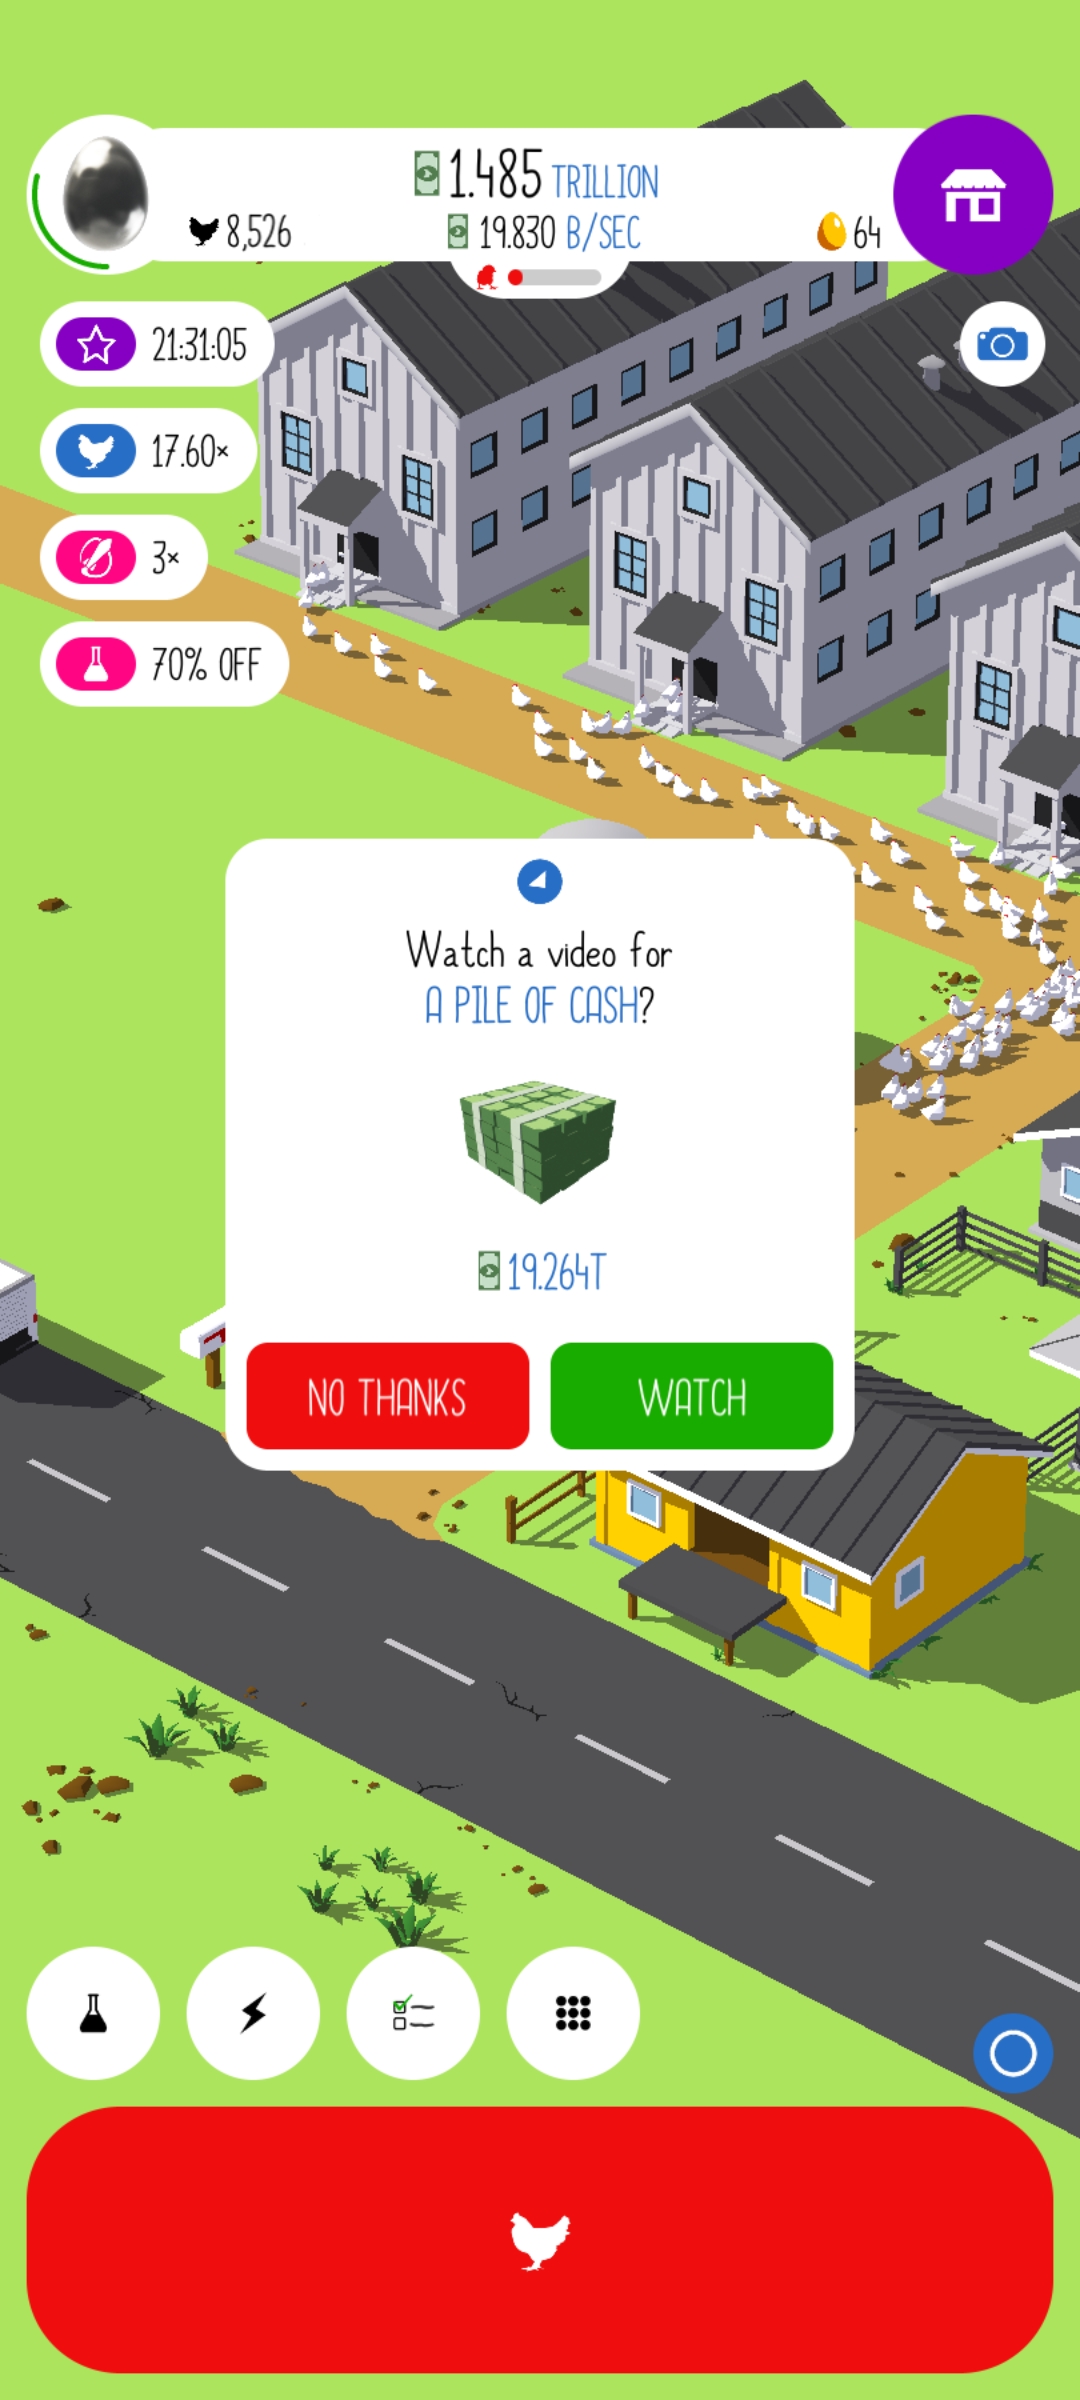 1.485 TRILLION
8,526
19.830 B/SEC
64
21:31:05
17.60×
3×
70% OFF
Watch a video for
A PILE OF CASH?
19.264T
NO THANKS
WATCH